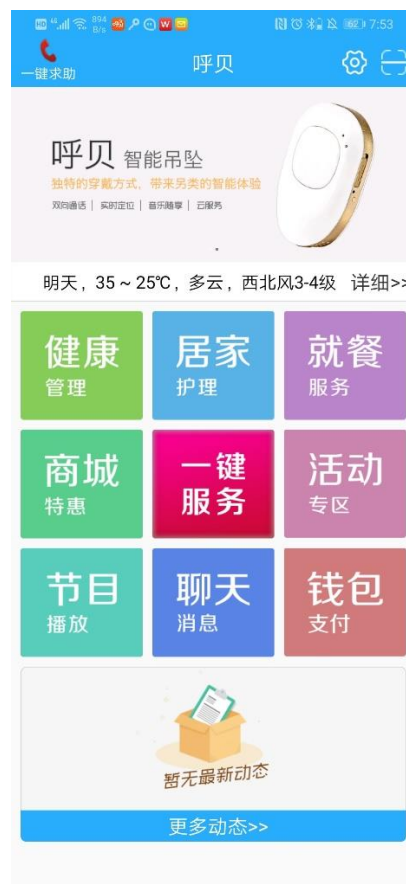 HD 4G 894 B/s 62 7:53
一键求助
呼贝
呼贝 智能吊坠
独特的穿戴方式，带来另类的智能体验
双向通话 | 实时定位 | 音乐随享 | 云服务
明天，35～25℃，多云，西北风3-4级 详细>>
健康
管理
居家
护理
就餐
服务
商城
特惠
一键
服务
活动
专区
节目
播放
聊天
消息
钱包
支付
暂无最新动态
更多动态>>